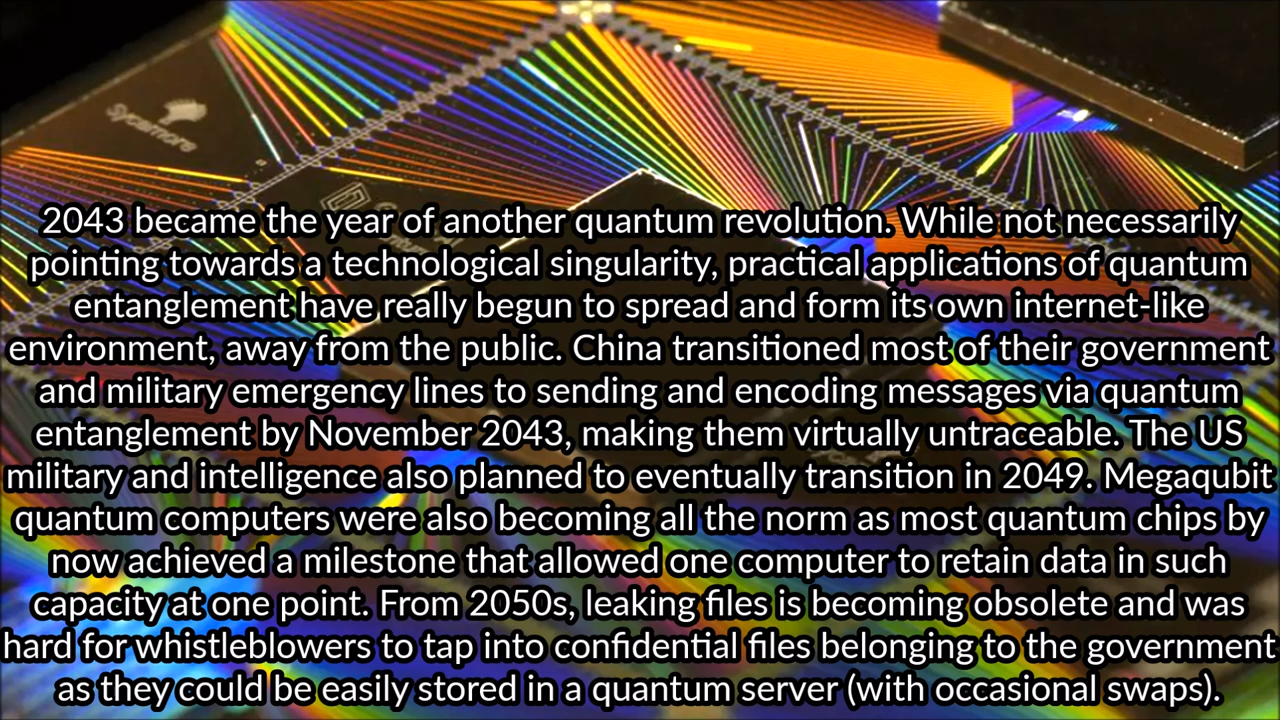 Sycamore
2043 became the year of another quantum revolution. While not necessarily
pointing towards a technological singularity, practical applications of quantum
entanglement have really begun to spread and form its own internet-like
environment, away from the public. China transitioned most of their government
and military emergency lines to sending and encoding messages via quantum
entanglement by November 2043, making them virtually untraceable. The US
military and intelligence also planned to eventually transition in 2049. Megaqubit
quantum computers were also becoming all the norm as most quantum chips by
now achieved a milestone that allowed one computer to retain data in such
capacity at one point. From 2050s, leaking files is becoming obsolete and was
hard for whistleblowers to tap into confidential files belonging to the government
as they could be easily stored in a quantum server (with occasional swaps).